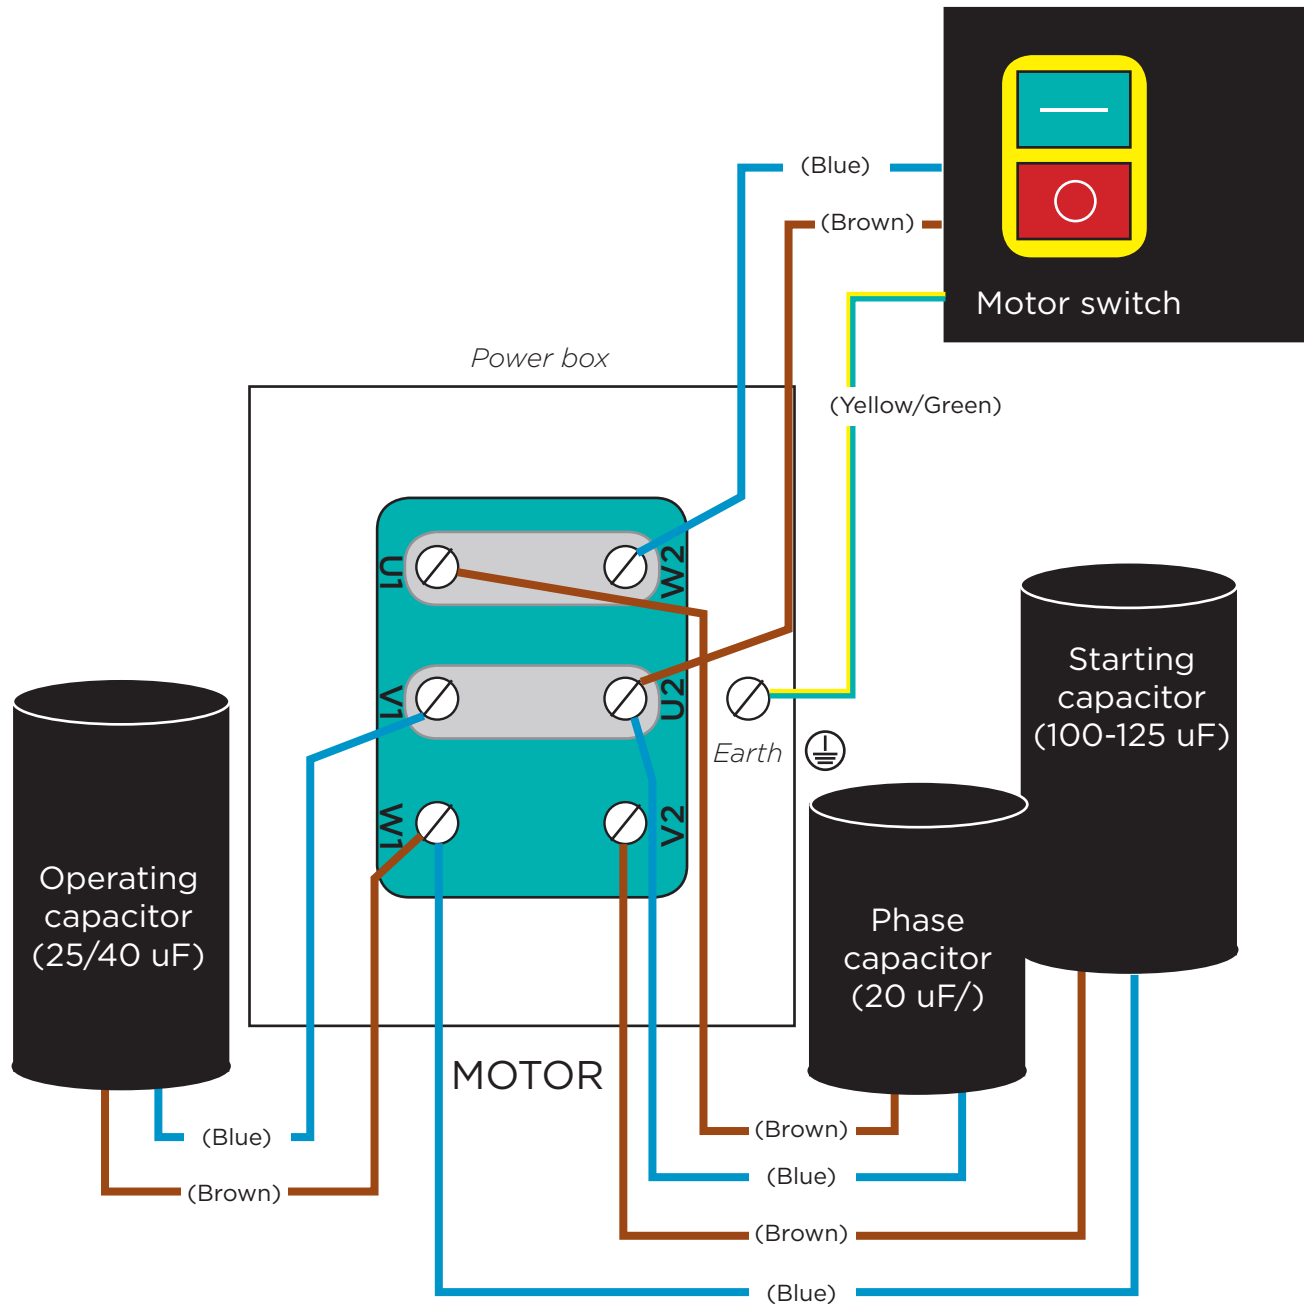 (Blue)
(Brown)
Motor switch
Power box
(Yellow/Green)
U1
W2
V1
U2
Earth
W1
V2
Starting
capacitor
(100-125 uF)
Operating
capacitor
(25/40 uF)
Phase
capacitor
(20 uF/)
MOTOR
(Blue)
(Brown)
(Brown)
(Blue)
(Brown)
(Blue)